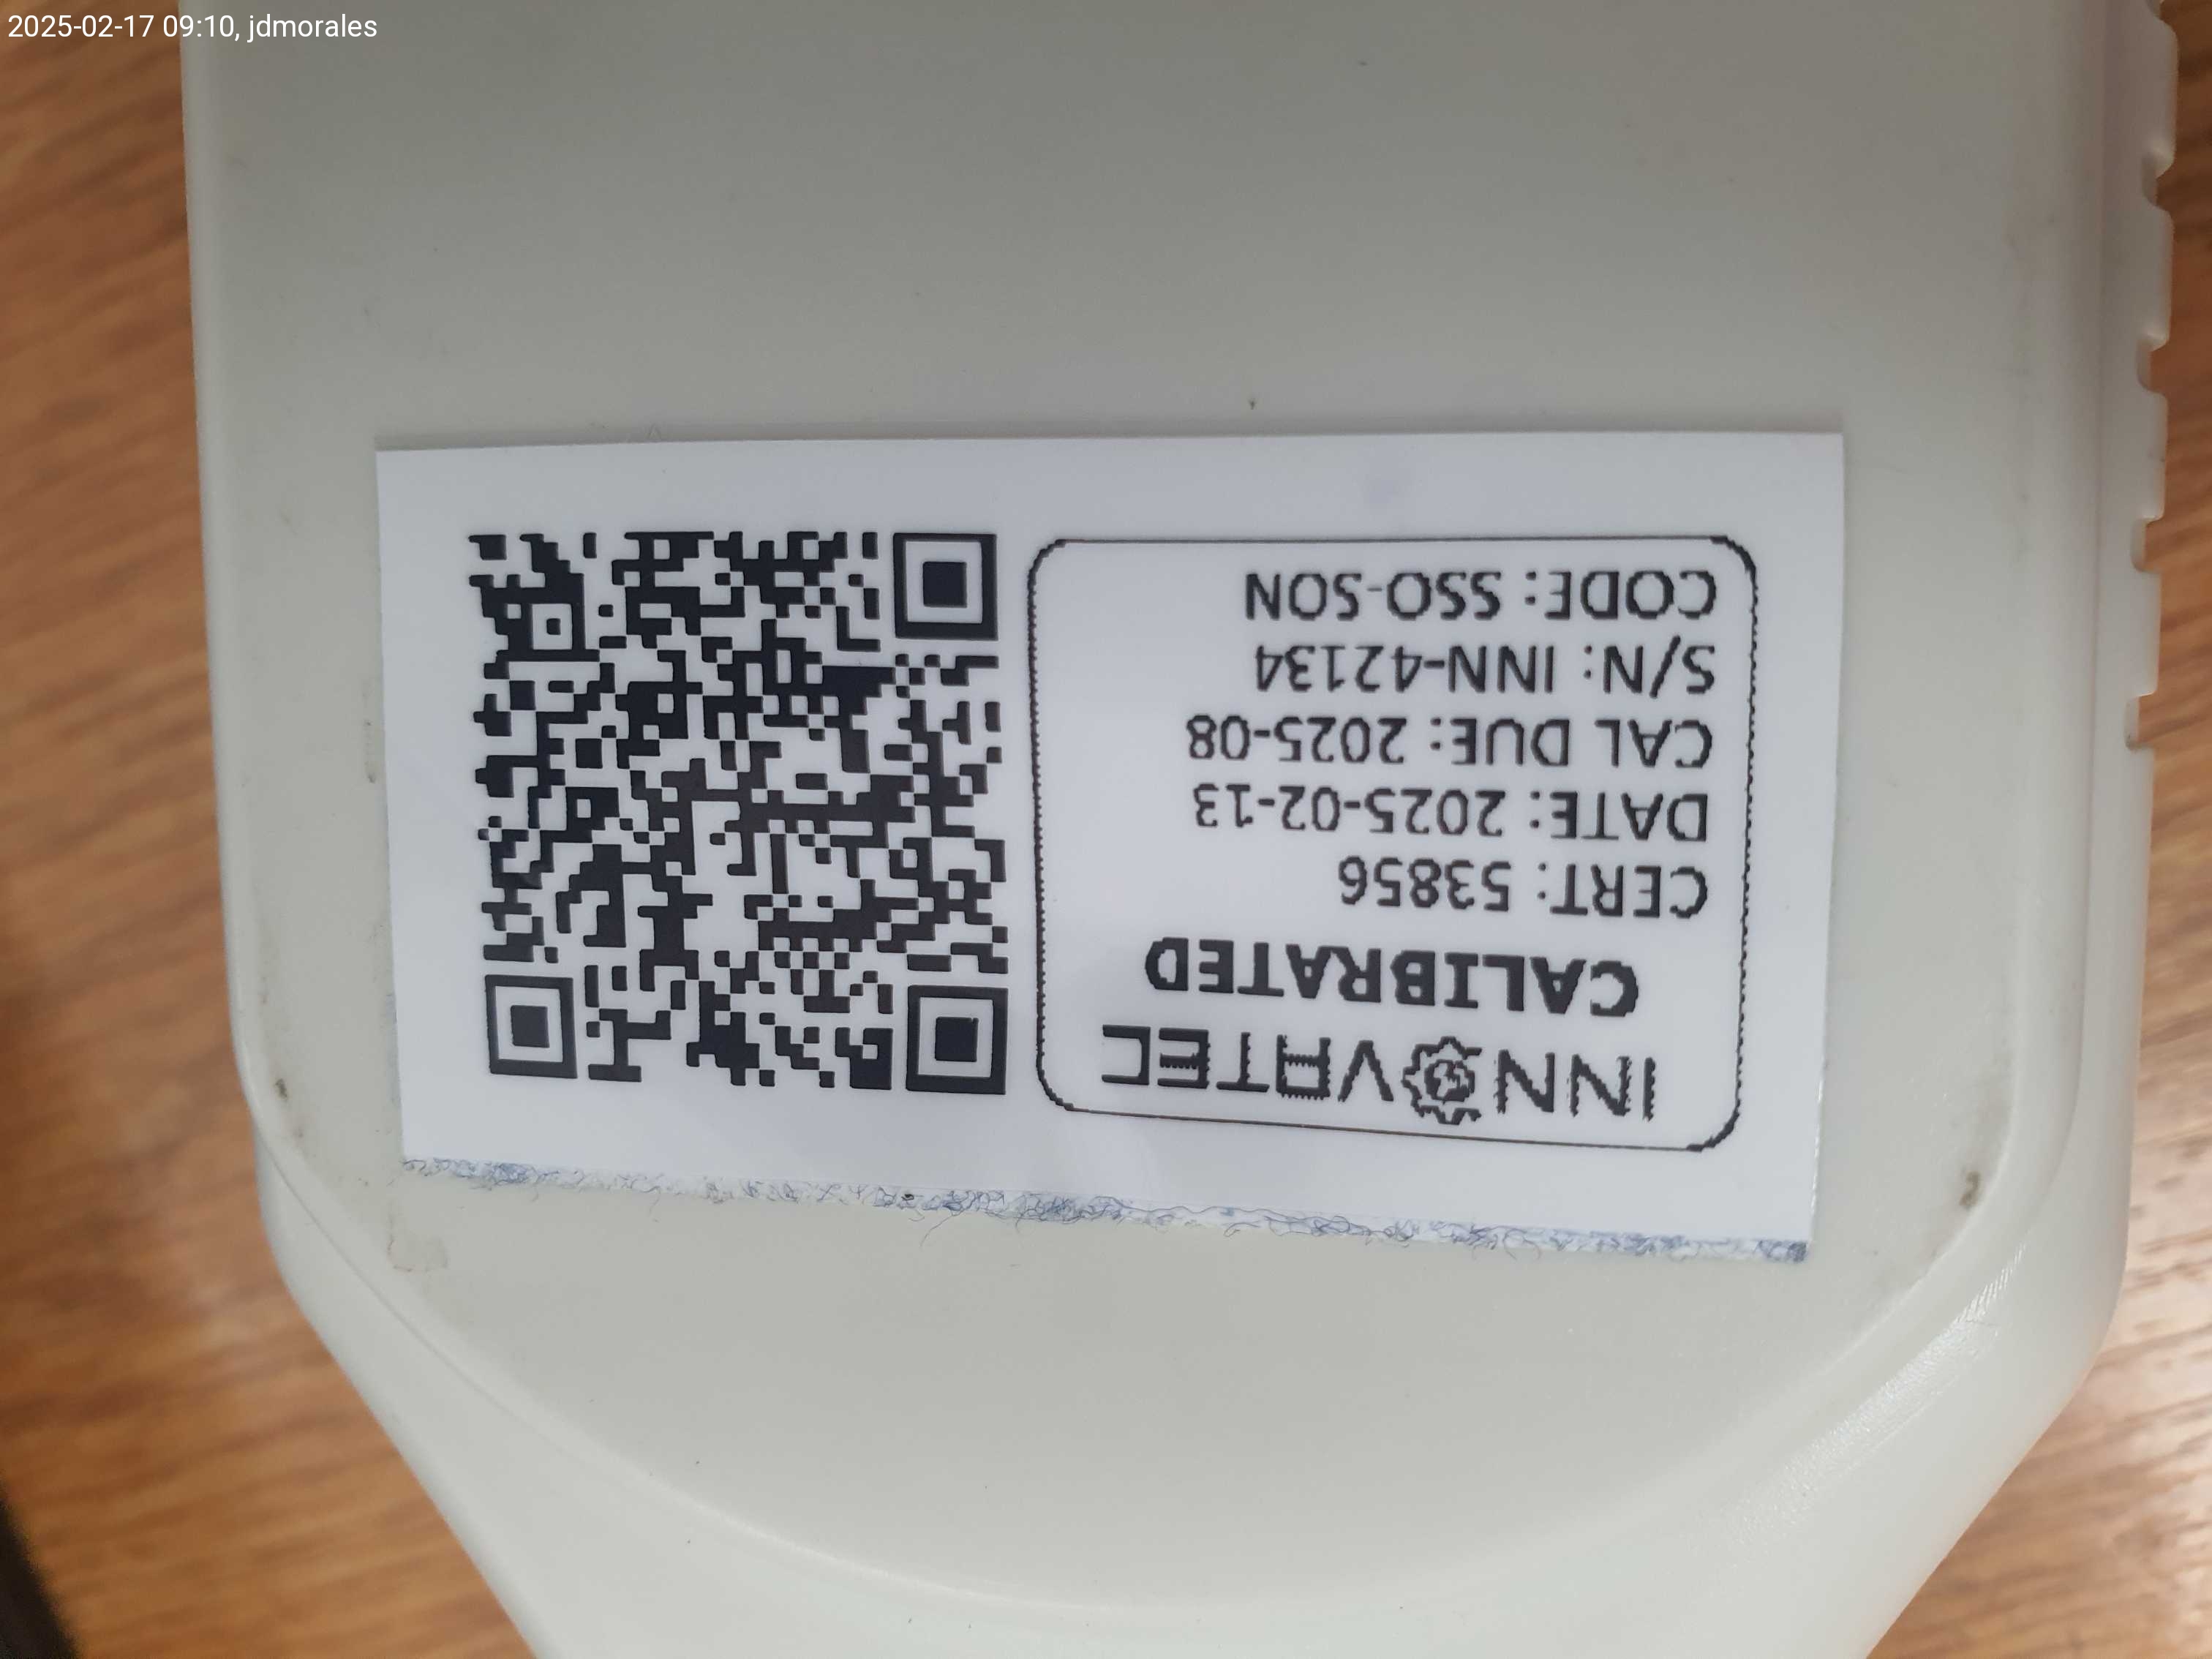 2025-02-17 09:10, jdmorales
INNOVATEC
CALIBRATED
CERT: 53856
DATE: 2025-02-13
CAL DUE: 2025-08
S/N: INN-42134
CODE: SSO-SON